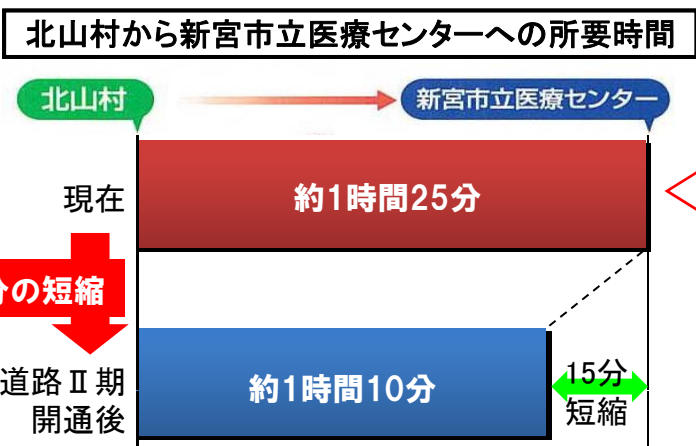 北山村から新宮市立医療センターへの所要時間
北山村
新宮市立医療センター
現在
約1時間25分
分の短縮
道路Ⅱ期
開通後
約1時間10分
15分
短縮